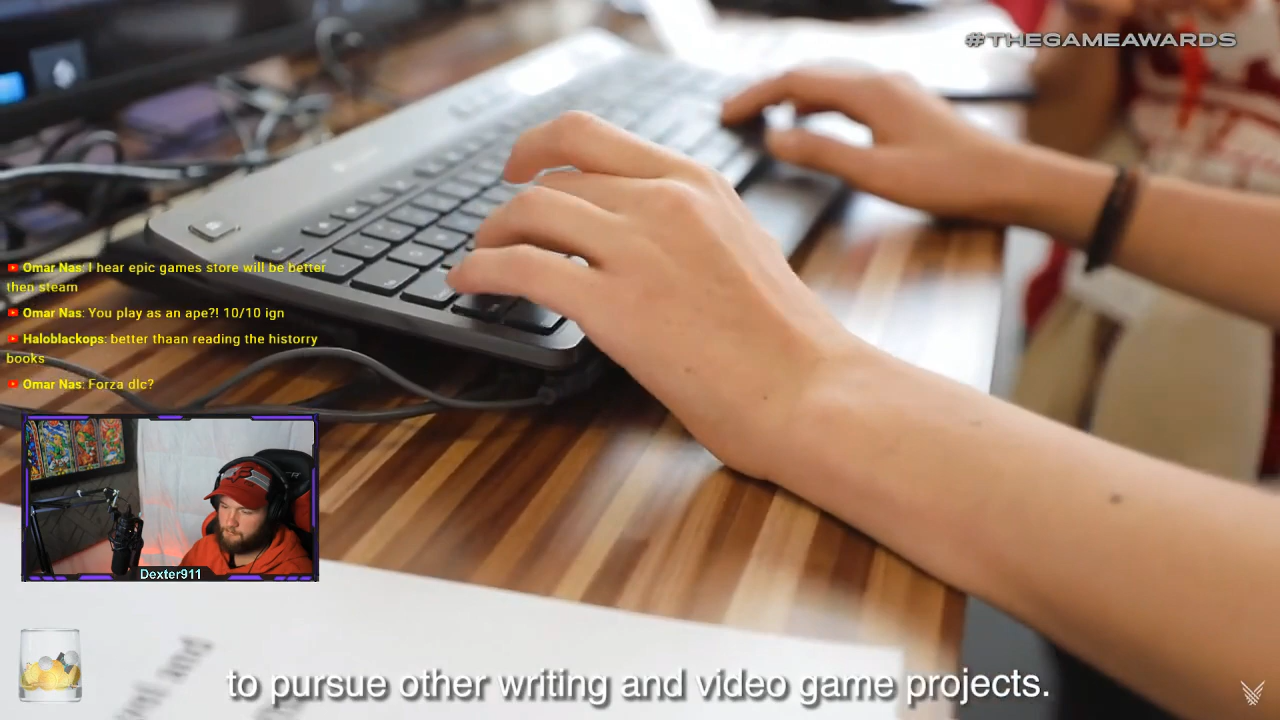 #THEGAMEAWARDS
Omar Nas: I hear epic games store will be better
then steam
Omar Nas: You play as an ape?! 10/10 ign
Haloblackops: better thaan reading the historry
books
Omar Nas: Forza dlc?
Dexter911
and
to pursue other writing and video game projects.